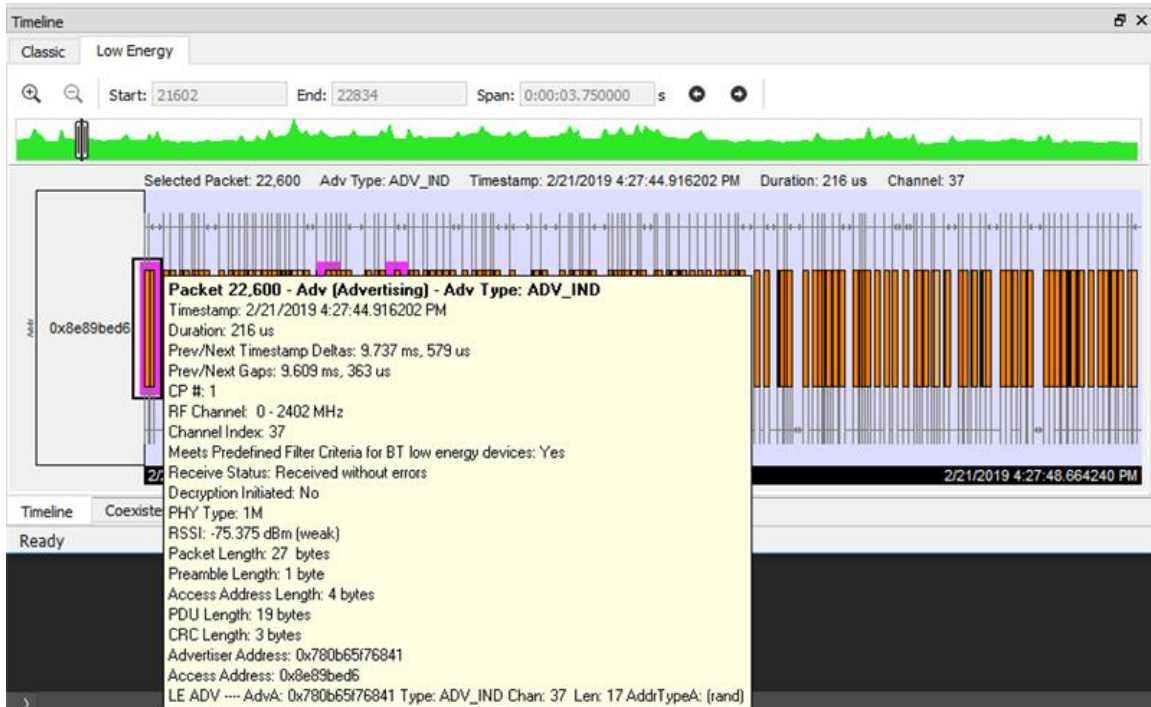 Timeline
Classic Low Energy
Start: 21602 End: 22834 Span: 0:00:03.750000 s
Selected Packet: 22,600 Adv Type: ADV_IND Timestamp: 2/21/2019 4:27:44.916202 PM Duration: 216 us Channel: 37
Addr
0x8e89bed6
Packet 22,600 - Adv (Advertising) - Adv Type: ADV_IND
Timestamp: 2/21/2019 4:27:44.916202 PM
Duration: 216 us
Prev/Next Timestamp Deltas: 9.737 ms, 579 us
Prev/Next Gaps: 9.609 ms, 363 us
CP #: 1
RF Channel: 0 - 2402 MHz
Channel Index: 37
Meets Predefined Filter Criteria for BT low energy devices: Yes
Receive Status: Received without errors
Decryption Initiated: No
PHY Type: 1M
RSSI: -75.375 dBm (weak)
Packet Length: 27 bytes
Preamble Length: 1 byte
Access Address Length: 4 bytes
PDU Length: 19 bytes
CRC Length: 3 bytes
Advertiser Address: 0x780b65f76841
Access Address: 0x8e89bed6
LE ADV ---- AdvA: 0x780b65f76841 Type: ADV_IND Chan: 37 Len: 17 AddrTypeA: (rand)
2/2
2/21/2019 4:27:48.664240 PM
Timeline Coexiste
Ready